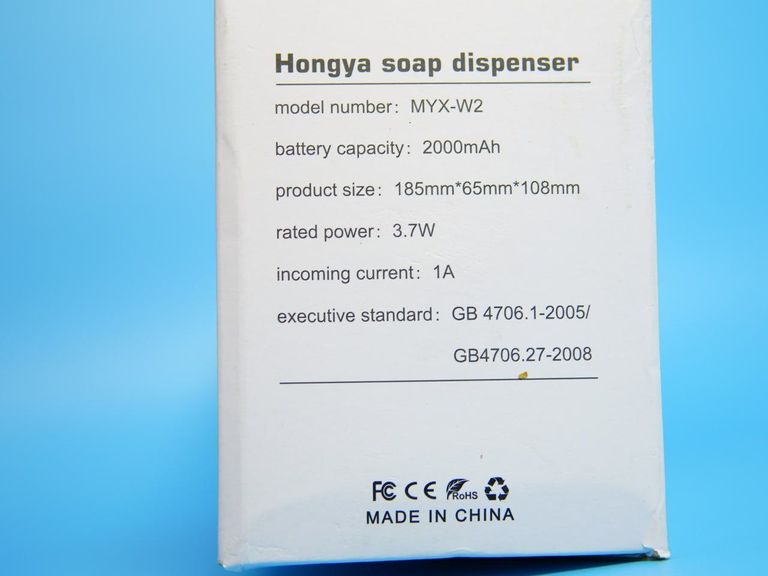 Hongya soap dispenser
model number: MYX-W2
battery capacity: 2000mAh
product size: 185mm*65mm*108mm
rated power: 3.7W
incoming current: 1A
executive standard: GB 4706.1-2005/
GB4706.27-2008
FC CE RoHS
MADE IN CHINA